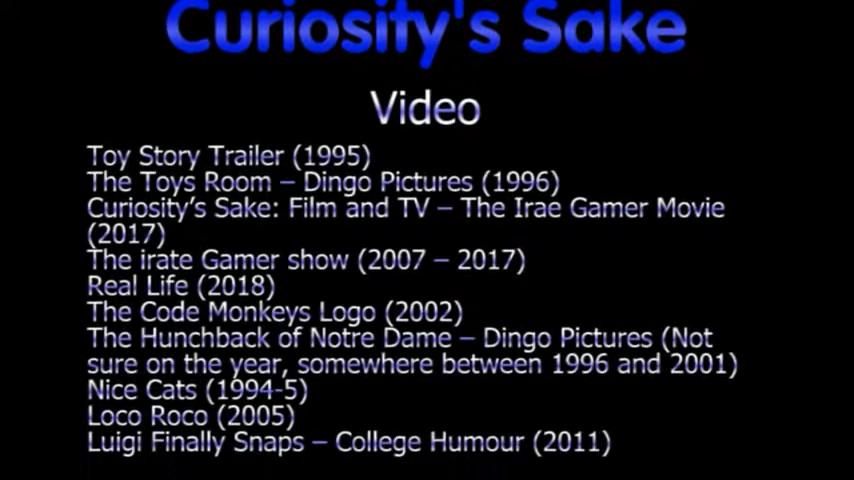 Curiosity's Sake
Video
Toy Story Trailer (1995)
The Toys Room – Dingo Pictures (1996)
Curiosity’s Sake: Film and TV – The Irae Gamer Movie
(2017)
The irate Gamer show (2007 – 2017)
Real Life (2018)
The Code Monkeys Logo (2002)
The Hunchback of Notre Dame – Dingo Pictures (Not
sure on the year, somewhere between 1996 and 2001)
Nice Cats (1994-5)
Loco Roco (2005)
Luigi Finally Snaps – College Humour (2011)